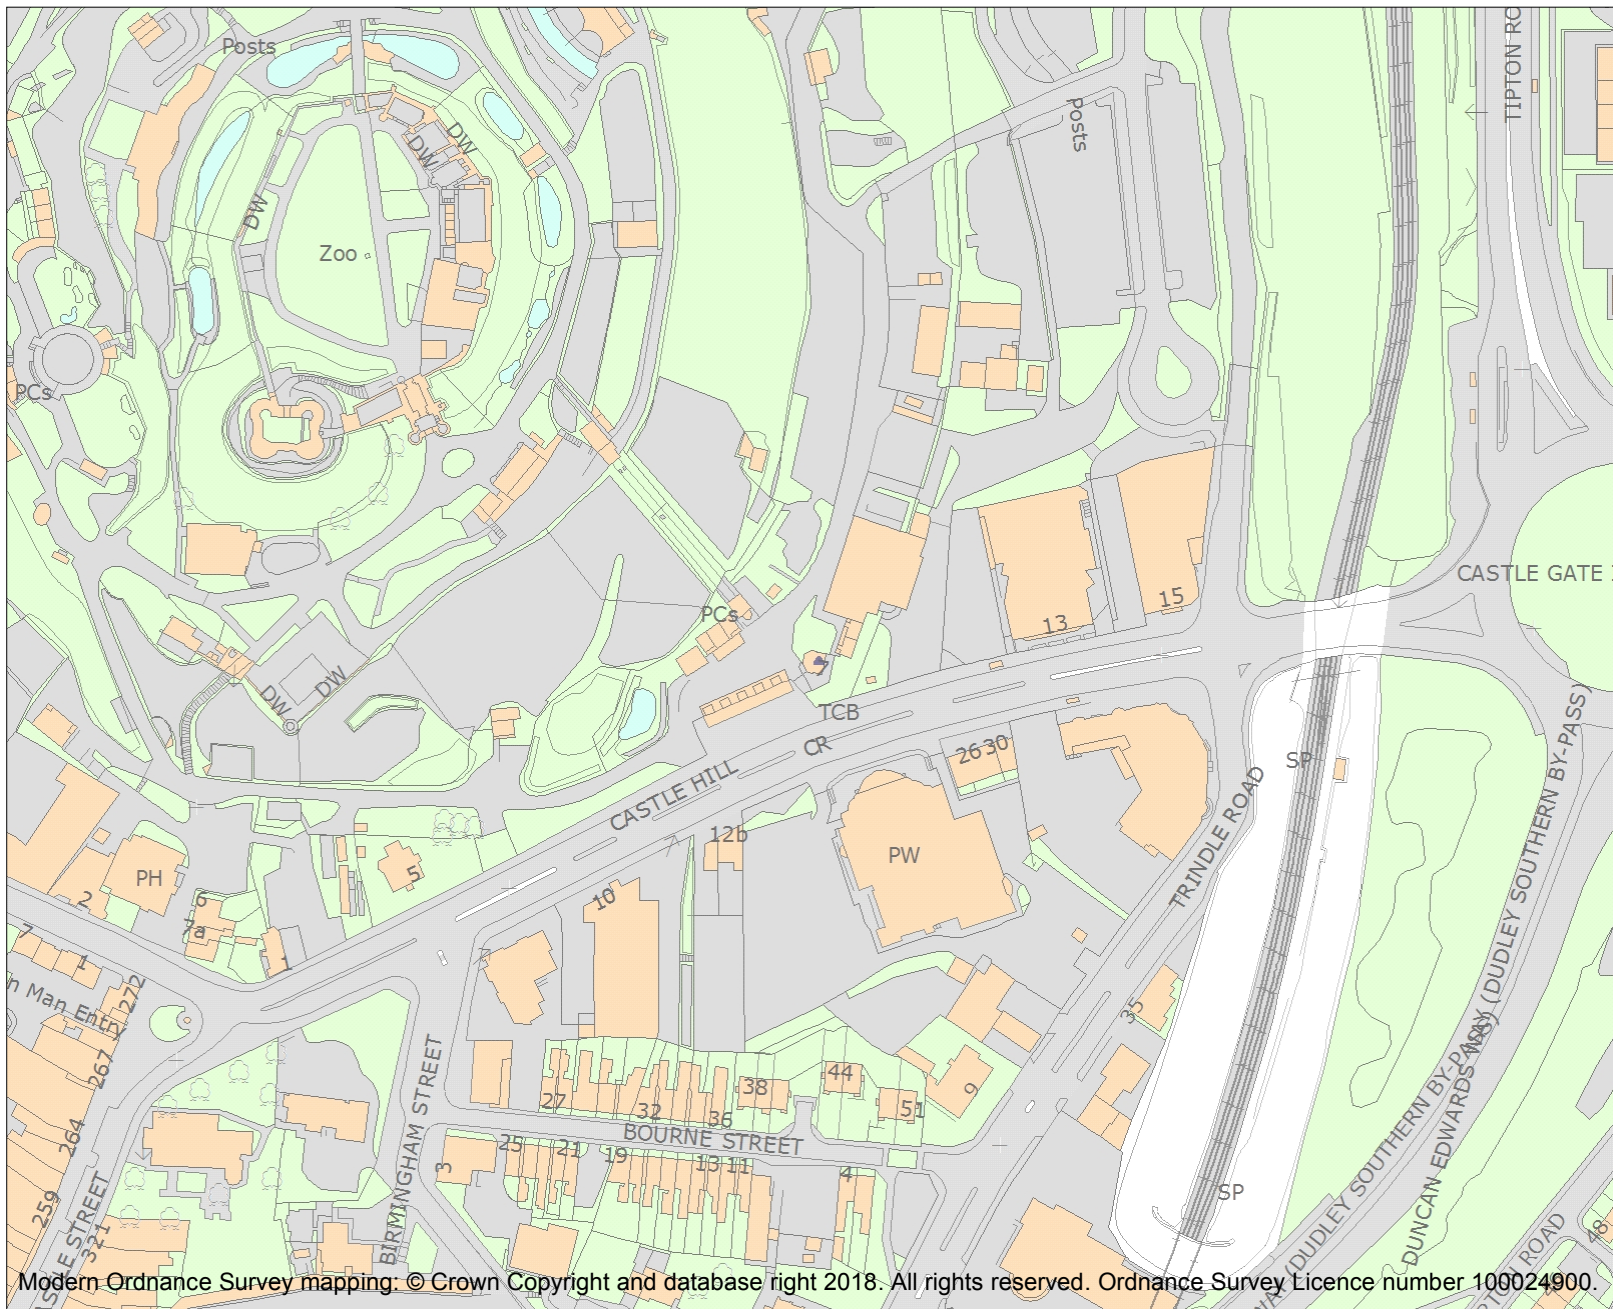 TIPTON RO
Posts
Posts
DW
DW
DW
Zoo
PCs
CASTLE GATE
15
13
PCs
7
DW
DW
TCB
CR
26
30
SP
CASTLE HILL
12b
TRINDLE ROAD
PW
PH
5
10
2
6
7a
7
1
1
272
n Man Entry
267
35
BIRMINGHAM STREET
38
44
9
27
32
36
51
BOURNE STREET
25
21
19
13
11
4
3
264
259
321
SP
WAY (DUDLEY SOUTHERN BY-PASS)
DUNCAN EDWARDS WAY (DUDLEY SOUTHERN BY-PASS)
48
TON ROAD
ASTLE STREET
Modern Ordnance Survey mapping: © Crown Copyright and database right 2018. All rights reserved. Ordnance Survey Licence number 100024900.